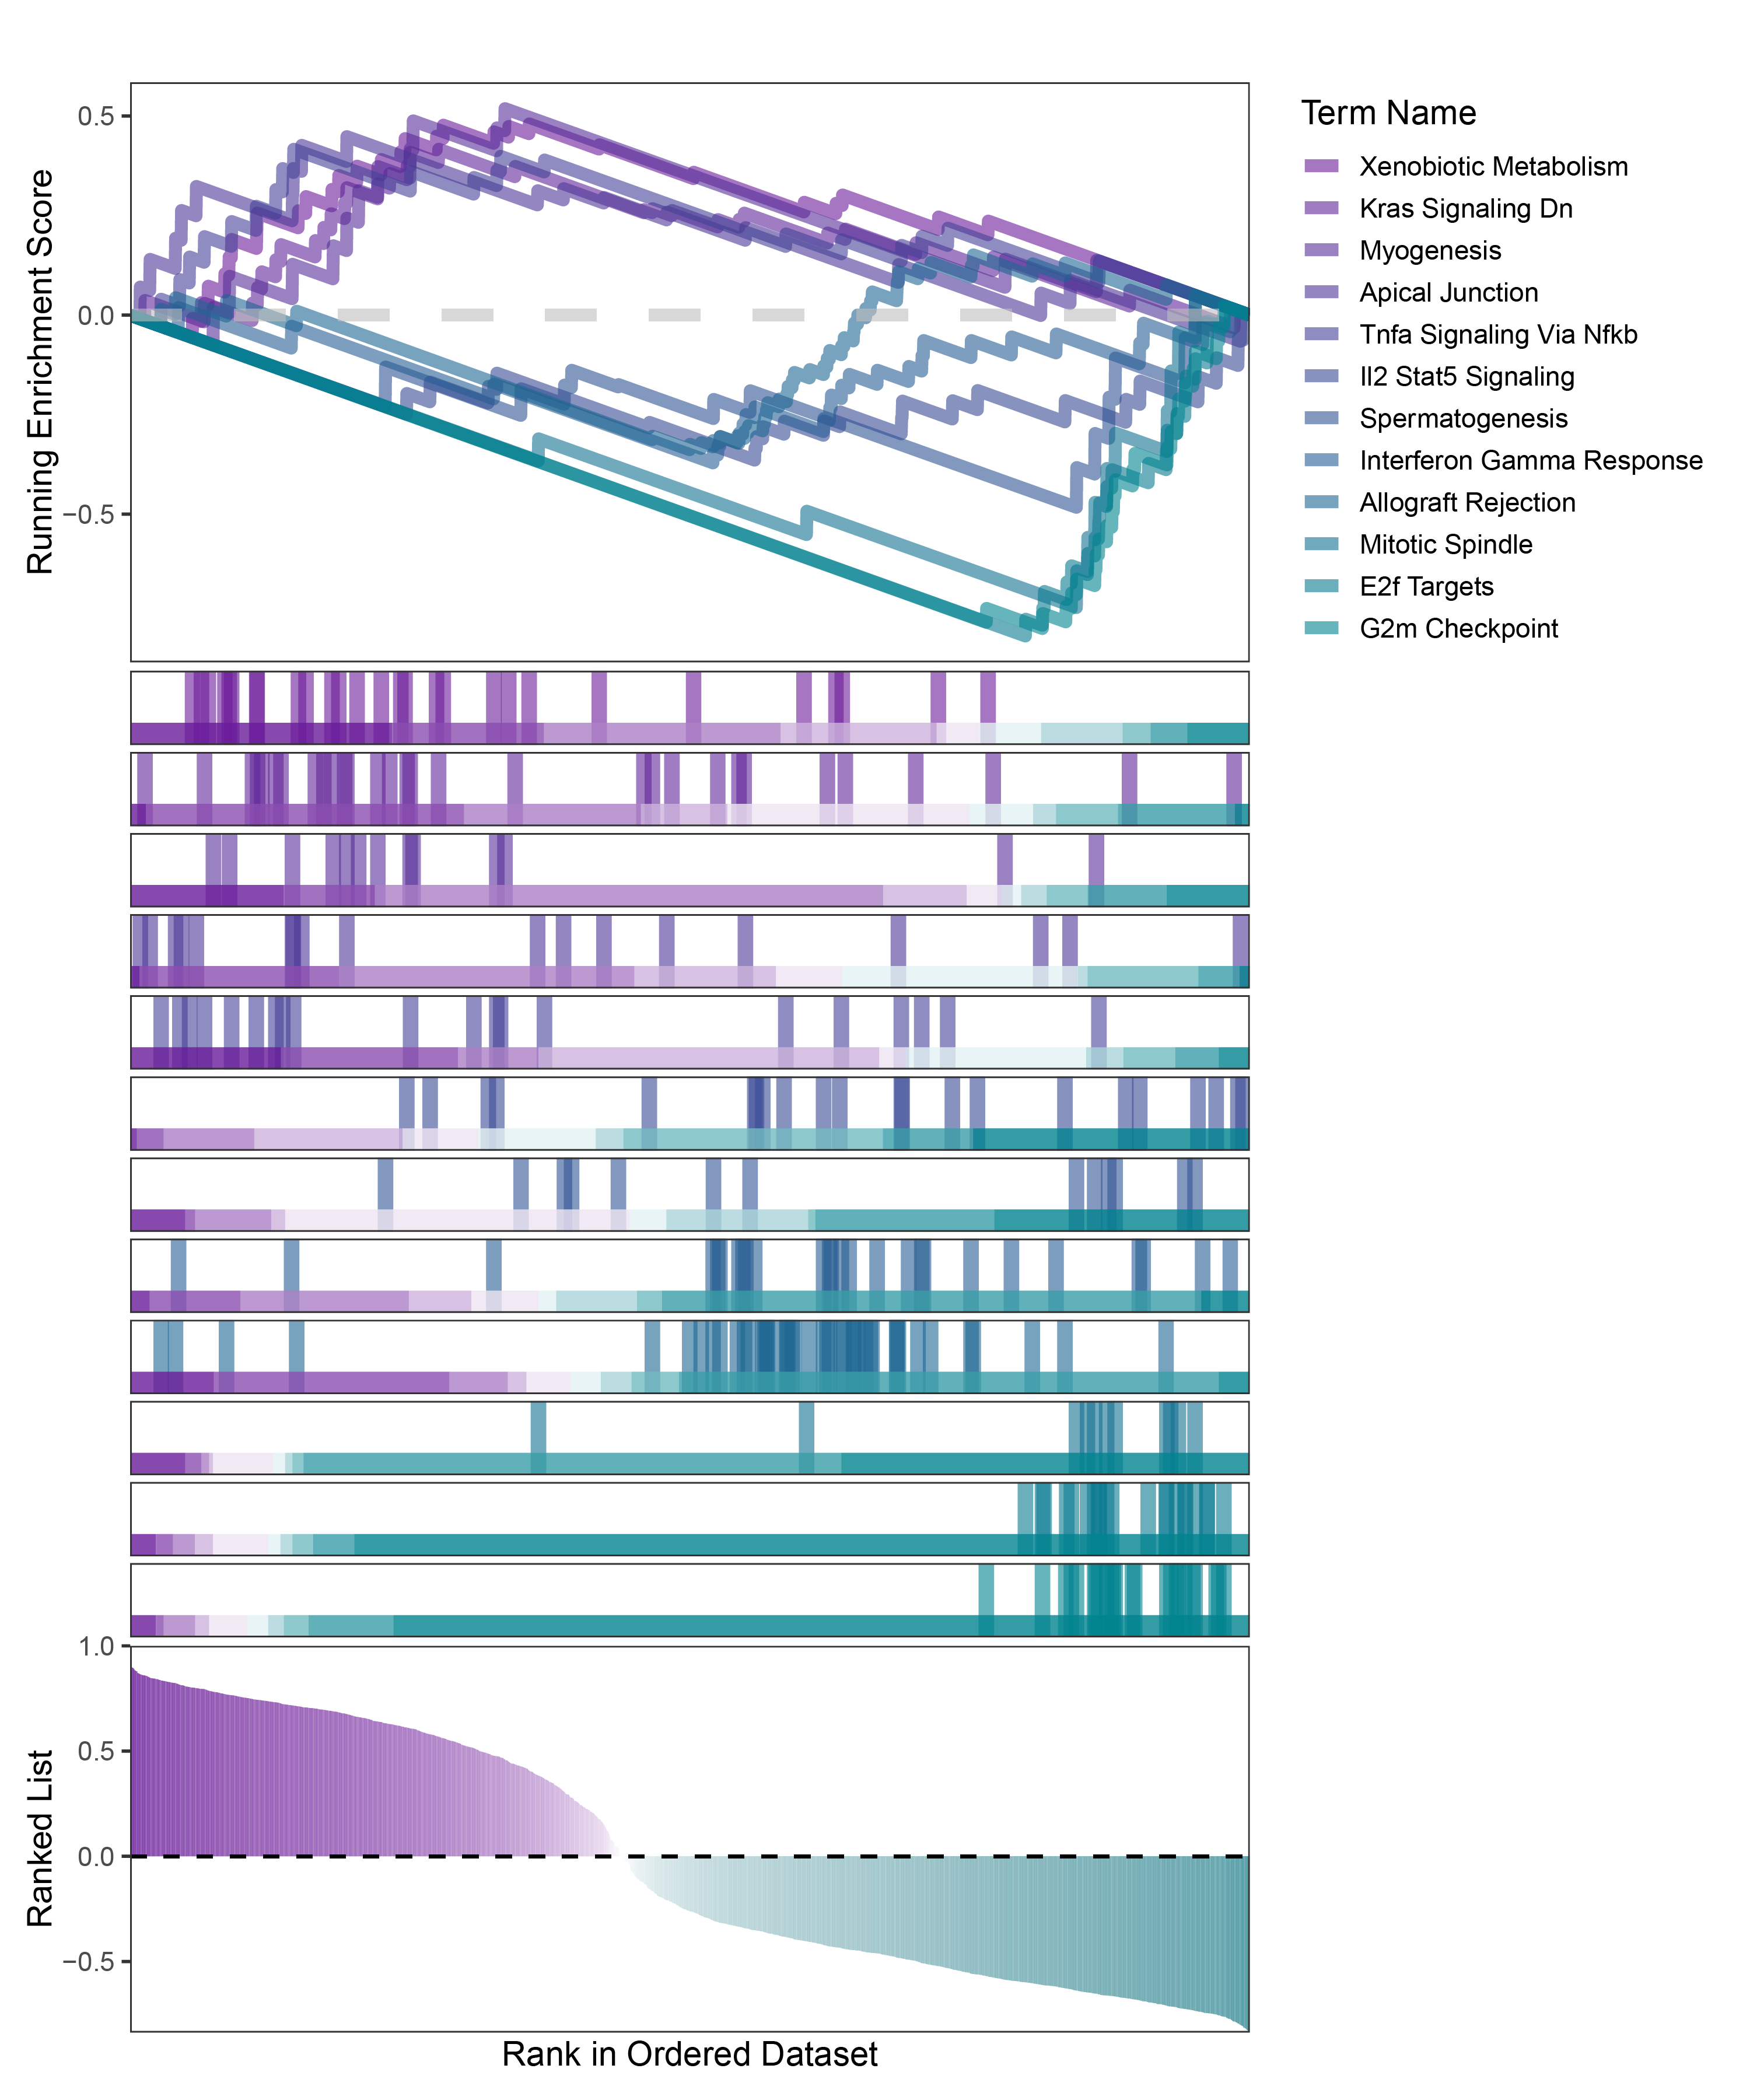 Running Enrichment Score
0.5
0.0
−0.5
Term Name
Xenobiotic Metabolism
Kras Signaling Dn
Myogenesis
Apical Junction
Tnfa Signaling Via Nfkb
Il2 Stat5 Signaling
Spermatogenesis
Interferon Gamma Response
Allograft Rejection
Mitotic Spindle
E2f Targets
G2m Checkpoint
Ranked List
1.0
0.5
0.0
−0.5
Rank in Ordered Dataset